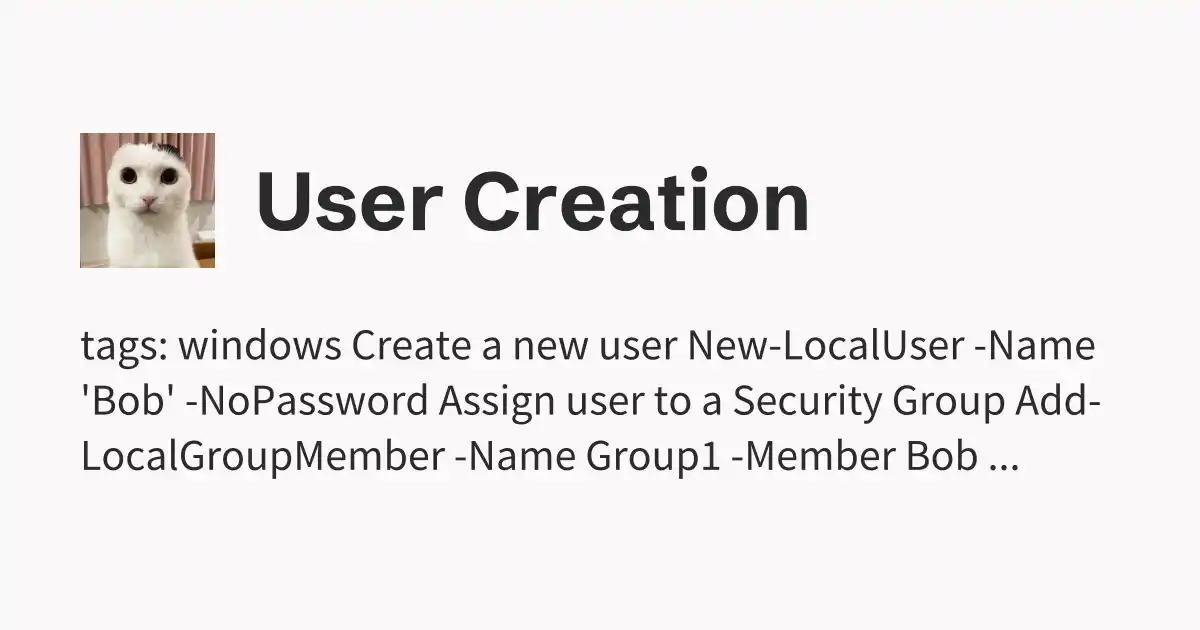 User Creation
tags: windows Create a new user New-LocalUser -Name
'Bob' -NoPassword Assign user to a Security Group Add-
LocalGroupMember -Name Group1 -Member Bob ...